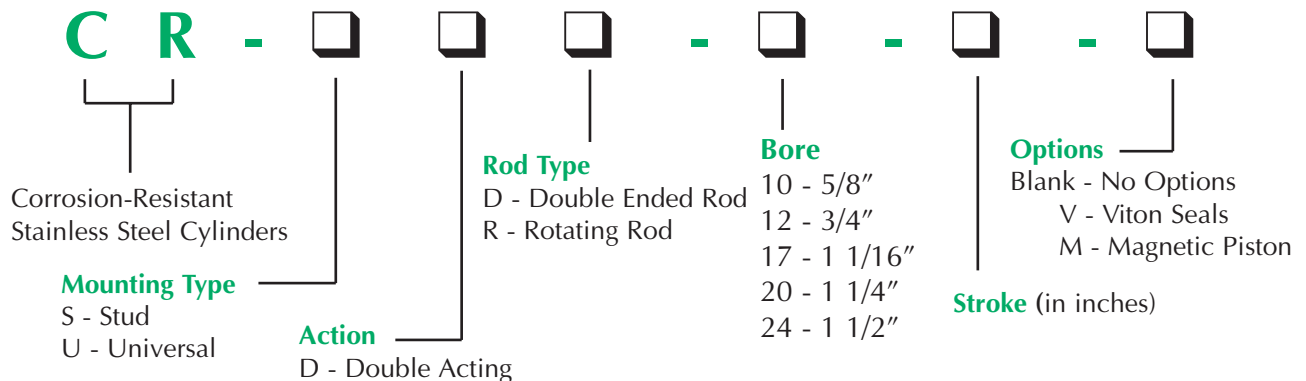 C R - ❑ ❑ ❑ - ❑ - ❑ - ❑
Corrosion-Resistant
Stainless Steel Cylinders
Mounting Type
S - Stud
U - Universal
Action
D - Double Acting
Rod Type
D - Double Ended Rod
R - Rotating Rod
Bore
10 - 5/8"
12 - 3/4"
17 - 1 1/16"
20 - 1 1/4"
24 - 1 1/2"
Stroke (in inches)
Options
Blank - No Options
V - Viton Seals
M - Magnetic Piston